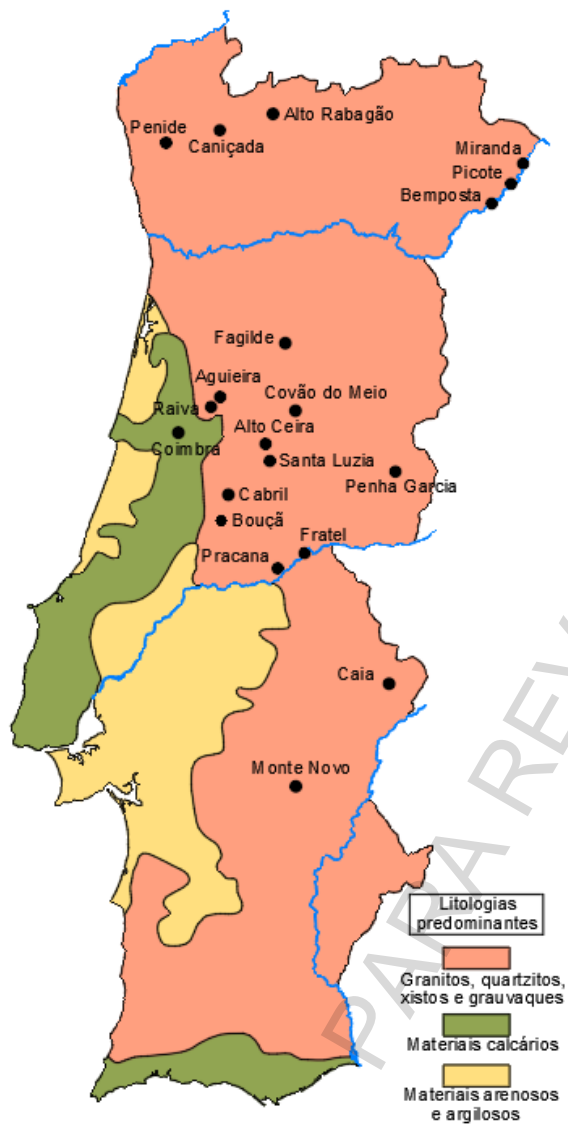 Alto Rabagão
Penide
Caniçada
Miranda
Picote
Bemposta
Fagilde
Aguieira
Covão do Meio
Raiva
Alto Ceira
Coimbra
Santa Luzia
Penha Garcia
Cabril
Bouçã
Fratel
Pracana
Caia
Monte Novo
PARA REV
Litologias
predominantes
Granitos, quartzitos,
xistos e grauvaques
Materiais calcários
Materiais arenosos
e argilosos